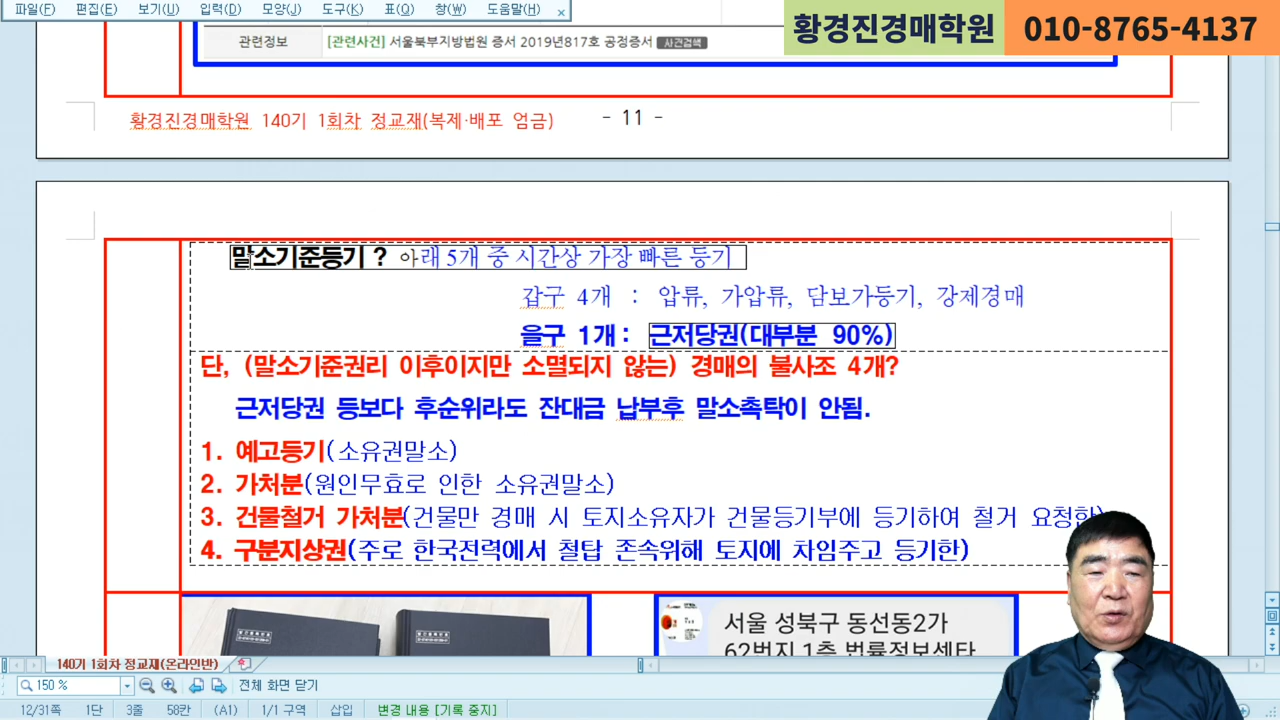 파일(F) 편집(E) 보기(U) 입력(D) 모양(J) 도구(K) 표(Q) 창(W) 도움말(H)
황경진경매학원 010-8765-4137
관련정보 [관련사건] 서울북부지방법원 증서 2019년817호 공정증서 사건검색
황경진경매학원 140기 1회차 정교재(복제·배포 엄금) - 11 -
말소기준등기 ? 아래 5개 중 시간상 가장 빠른 등기
갑구 4개 : 압류, 가압류, 담보가등기, 강제경매
을구 1개 : 근저당권(대부분 90%)
단, (말소기준권리 이후이지만 소멸되지 않는) 경매의 불사조 4개?
근저당권 등보다 후순위라도 잔대금 납부후 말소촉탁이 안됨.
1. 예고등기(소유권말소)
2. 가처분(원인무효로 인한 소유권말소)
3. 건물철거 가처분(건물만 경매 시 토지소유자가 건물등기부에 등기하여 철거 요청한)
4. 구분지상권(주로 한국전력에서 철탑 존속위해 토지에 차임주고 등기한)
서울 성북구 동선동2가
62번지 1층 법률정보센타
140기 1회차 정교재(온라인반)
150 % 전체 화면 닫기
12/31쪽 1단 3줄 58칸 (A1) 1/1 구역 삽입 변경 내용 [기록 중지]